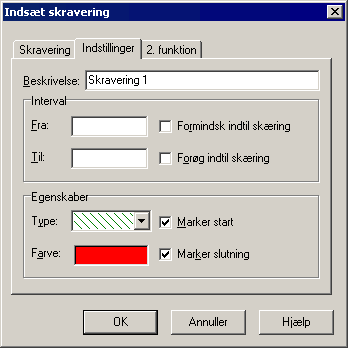 Indsæt skravering
Skravering Indstillinger 2. funktion
Beskrivelse: Skravering 1
Interval
Fra: Formindsk indtil skæring
Til: Forøg indtil skæring
Egenskaber
Type: Marker start
Farve: Marker slutning
OK Annuller Hjælp